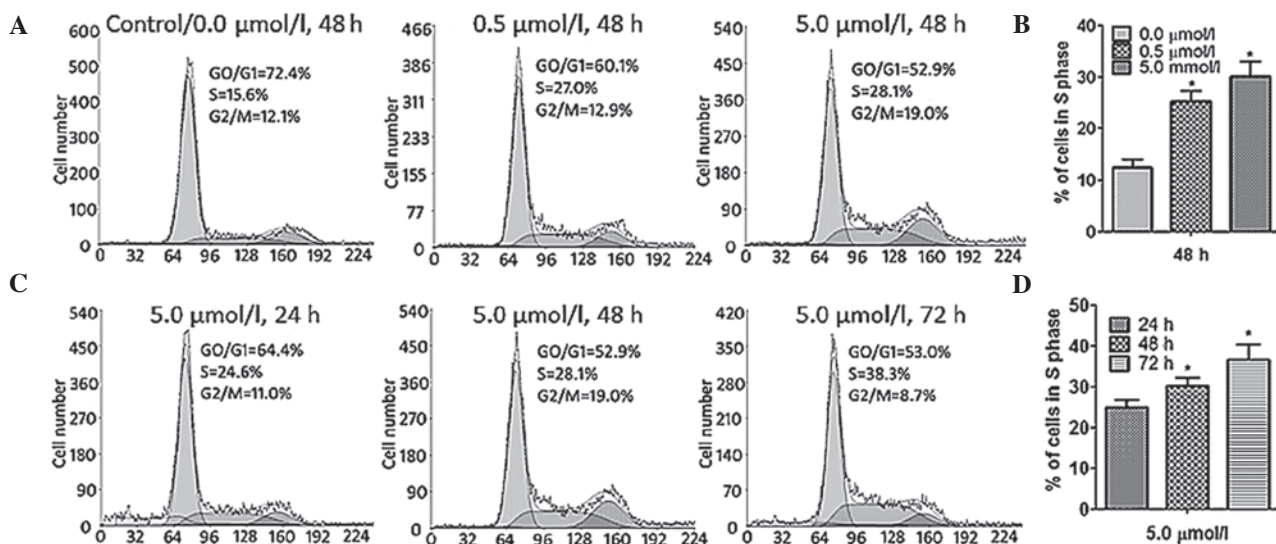 A
Control/0.0 μmol/l, 48 h
600
500
400
300
200
100
0
Cell number
GO/G1=72.4%
S=15.6%
G2/M=12.1%
0 32 64 96 128 160 192 224
0.5 μmol/l, 48 h
466
386
311
233
155
77
0
Cell number
GO/G1=60.1%
S=27.0%
G2/M=12.9%
0 32 64 96 128 160 192 224
5.0 μmol/l, 48 h
540
450
360
270
180
90
0
Cell number
GO/G1=52.9%
S=28.1%
G2/M=19.0%
0 32 64 96 128 160 192 224
B
40
30
20
10
0
% of cells in S phase
0.0 μmol/l
0.5 μmol/l
5.0 mmol/l
*
*
48 h
C
5.0 μmol/l, 24 h
540
450
360
270
180
90
0
Cell number
GO/G1=64.4%
S=24.6%
G2/M=11.0%
0 32 64 96 128 160 192 224
5.0 μmol/l, 48 h
540
450
360
270
180
90
0
Cell number
GO/G1=52.9%
S=28.1%
G2/M=19.0%
0 32 64 96 128 160 192 224
5.0 μmol/l, 72 h
420
350
280
210
140
70
0
Cell number
GO/G1=53.0%
S=38.3%
G2/M=8.7%
0 32 64 96 128 160 192 224
D
50
40
30
20
10
0
% of cells in S phase
24 h
48 h
72 h
*
*
5.0 μmol/l